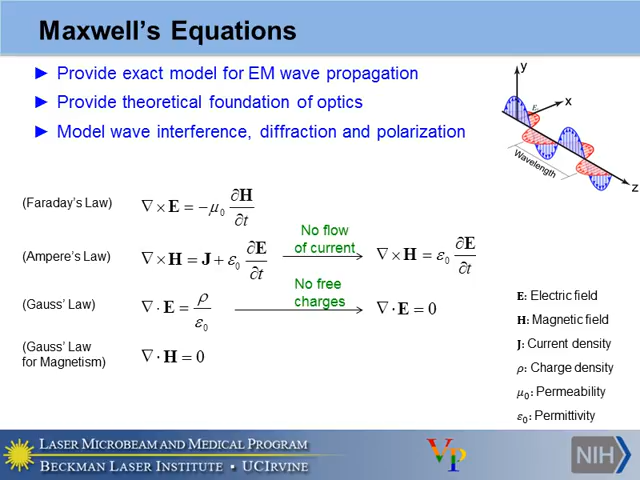 Maxwell's Equations
► Provide exact model for EM wave propagation
► Provide theoretical foundation of optics
► Model wave interference, diffraction and polarization
y
E
x
Wavelength
z
(Faraday's Law) ∇ × E = −μ₀ ∂H/∂t
(Ampere's Law) ∇ × H = J + ε₀ ∂E/∂t
No flow
of current
∇ × H = ε₀ ∂E/∂t
(Gauss' Law) ∇ · E = ρ/ε₀
No free
charges
∇ · E = 0
(Gauss' Law
for Magnetism) ∇ · H = 0
E: Electric field
H: Magnetic field
J: Current density
ρ: Charge density
μ₀: Permeability
ε₀: Permittivity
LASER MICROBEAM AND MEDICAL PROGRAM
BECKMAN LASER INSTITUTE ▪ UCIRVINE
VP
NIH